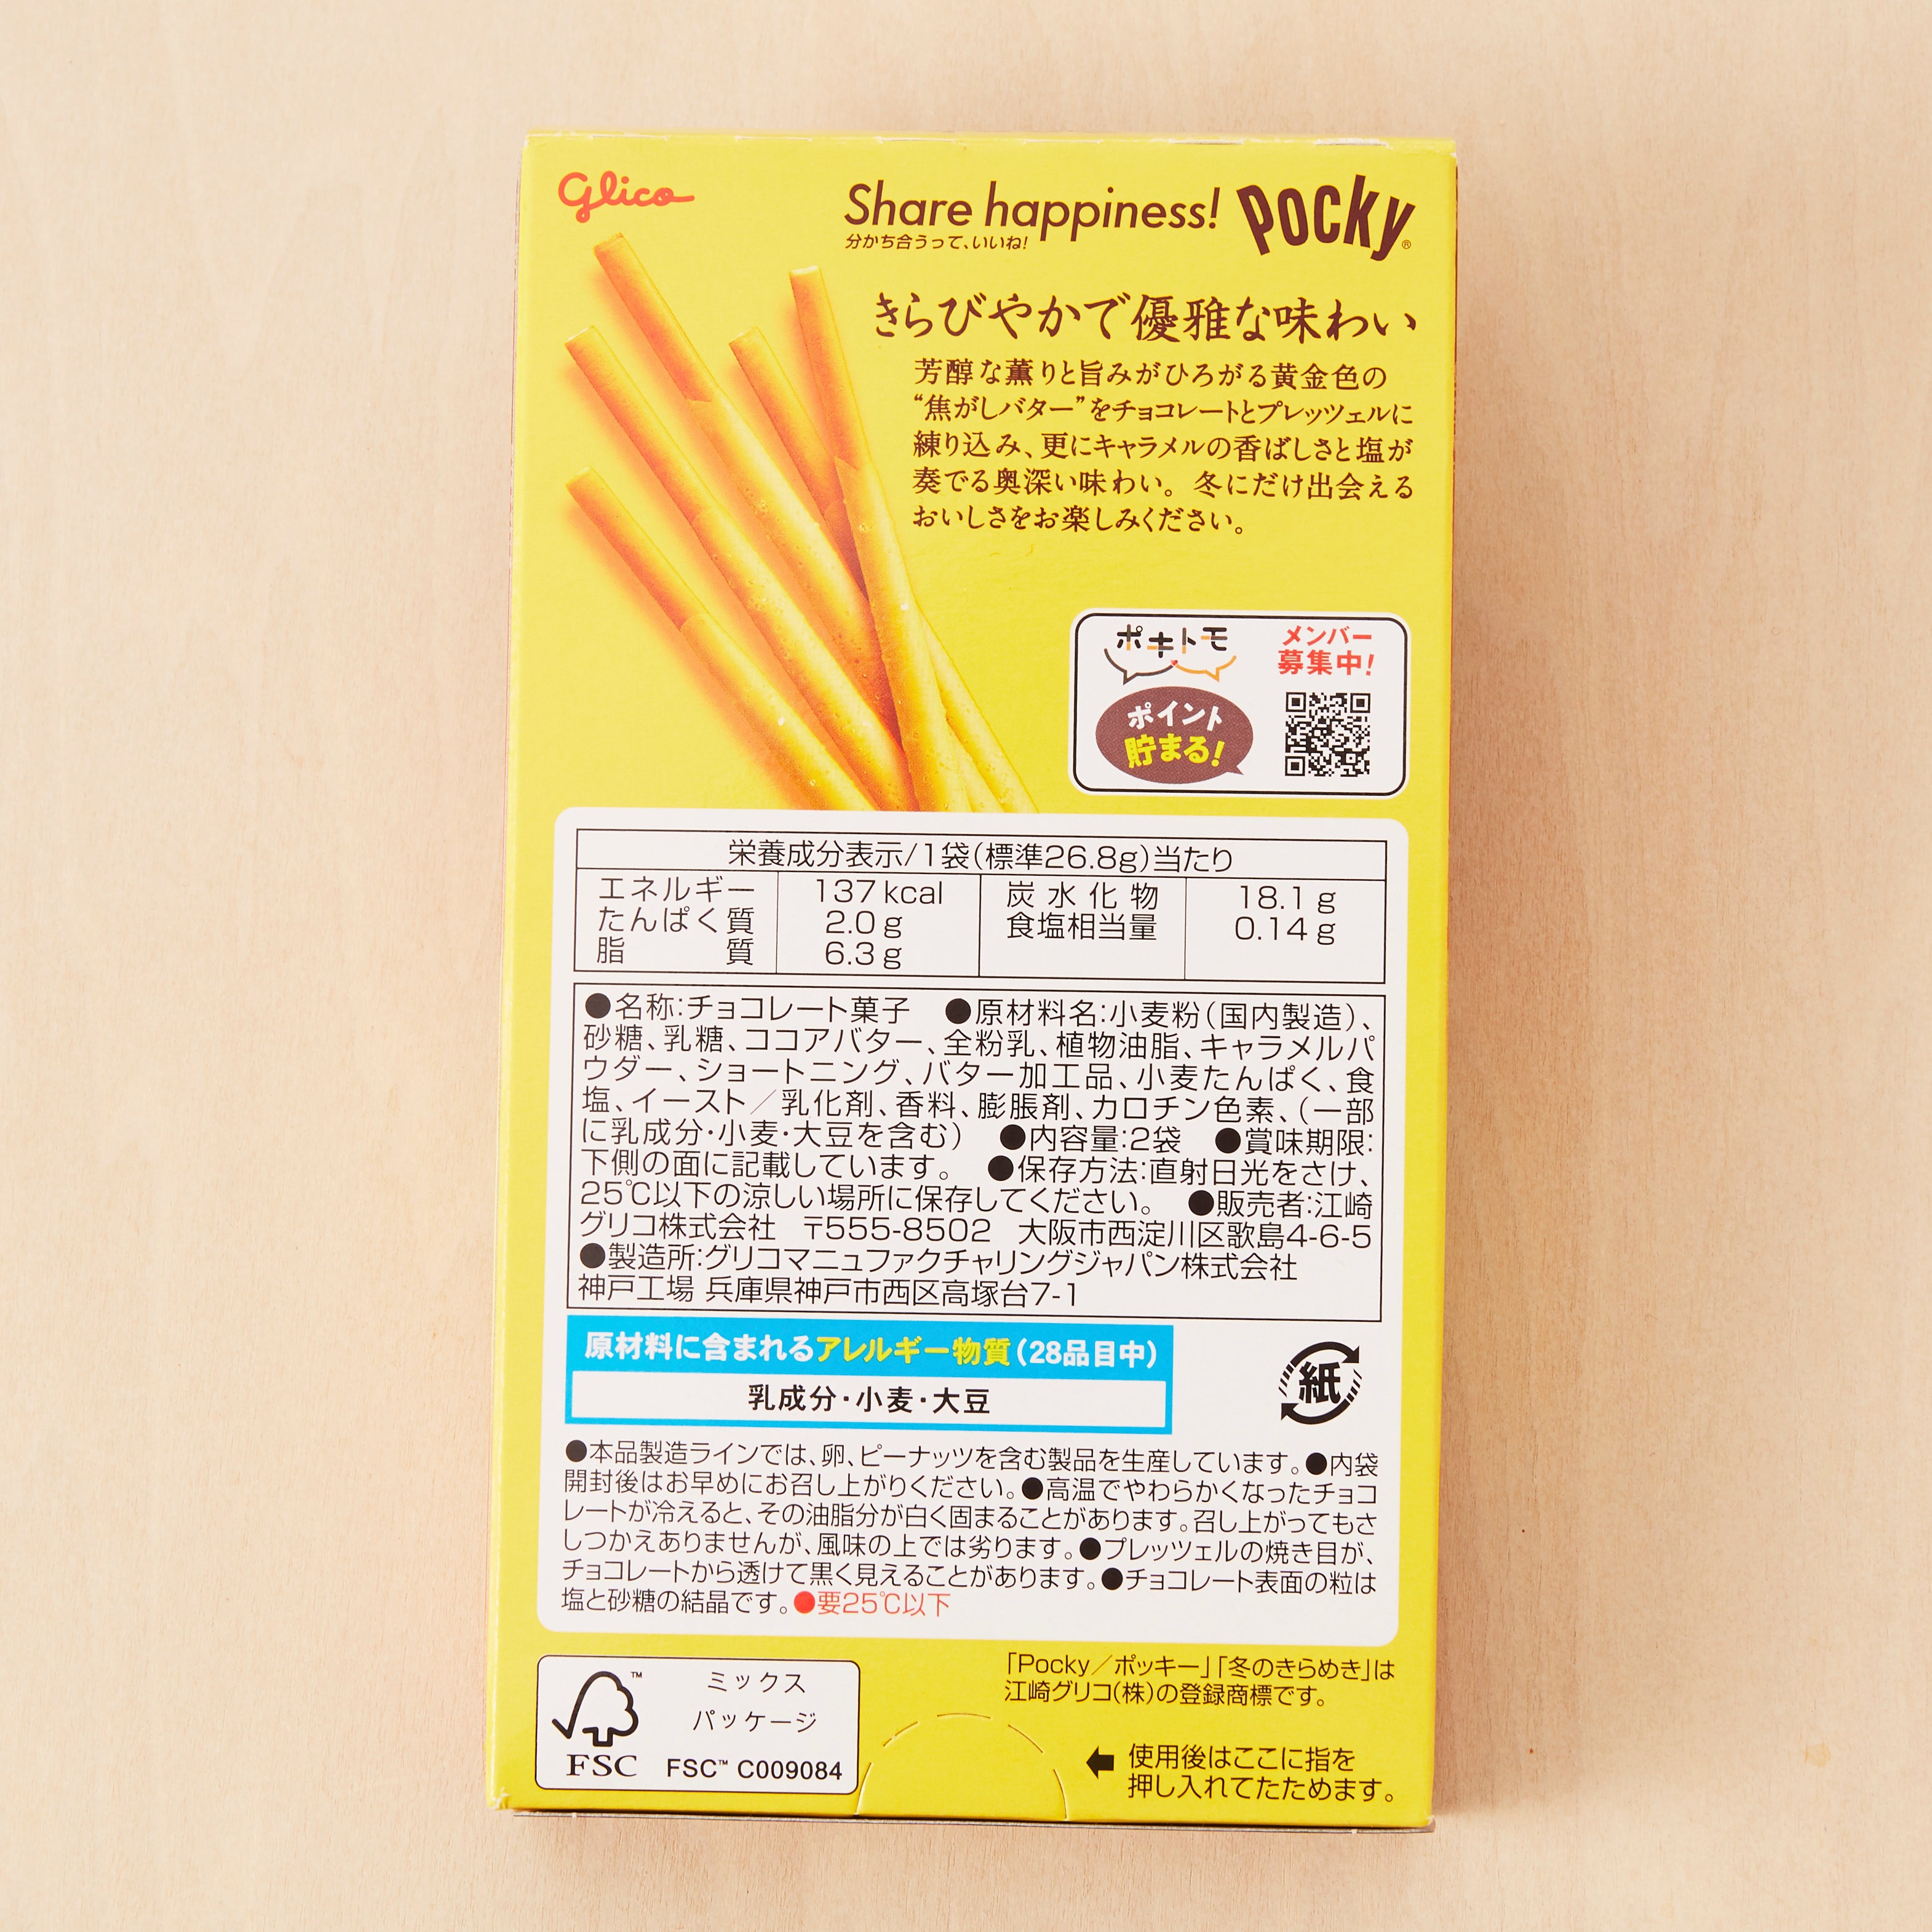 Glico
Share happiness! Pocky®
分かち合うって、いいね!
きらびやかで優雅な味わい
芳醇な薫りと旨みがひろがる黄金色の
“焦がしバター”をチョコレートとプレッツェルに
練り込み、更にキャラメルの香ばしさと塩が
奏でる奥深い味わい。冬にだけ出会える
おいしさをお楽しみください。
ポキトモ
メンバー
募集中!
ポイント
貯まる!
栄養成分表示/1袋(標準26.8g)当たり
エネルギー 137kcal 炭水化物 18.1g
たんぱく質 2.0g 食塩相当量 0.14g
脂質 6.3g
●名称:チョコレート菓子 ●原材料名:小麦粉(国内製造)、
砂糖、乳糖、ココアバター、全粉乳、植物油脂、キャラメルパ
ウダー、ショートニング、バター加工品、小麦たんぱく、食
塩、イースト／乳化剤、香料、膨脹剤、カロチン色素、(一部
に乳成分・小麦・大豆を含む) ●内容量:2袋 ●賞味期限:
下側の面に記載しています。 ●保存方法:直射日光をさけ、
25℃以下の涼しい場所に保存してください。 ●販売者:江崎
グリコ株式会社 〒555-8502 大阪市西淀川区歌島4-6-5
●製造所:グリコマニュファクチャリングジャパン株式会社
神戸工場 兵庫県神戸市西区高塚台7-1
原材料に含まれるアレルギー物質(28品目中)
乳成分・小麦・大豆
紙
●本品製造ラインでは、卵、ピーナッツを含む製品を生産しています。●内袋
開封後はお早めにお召し上がりください。●高温でやわらかくなったチョコ
レートが冷えると、その油脂分が白く固まることがあります。召し上がってもさ
しつかえありませんが、風味の上では劣ります。●プレッツェルの焼き目が、
チョコレートから透けて黒く見えることがあります。●チョコレート表面の粒は
塩と砂糖の結晶です。●要25℃以下
™
FSC
ミックス
パッケージ
FSC™ C009084
「Pocky／ポッキー」「冬のきらめき」は
江崎グリコ(株)の登録商標です。
使用後はここに指を
押し入れてたためます。